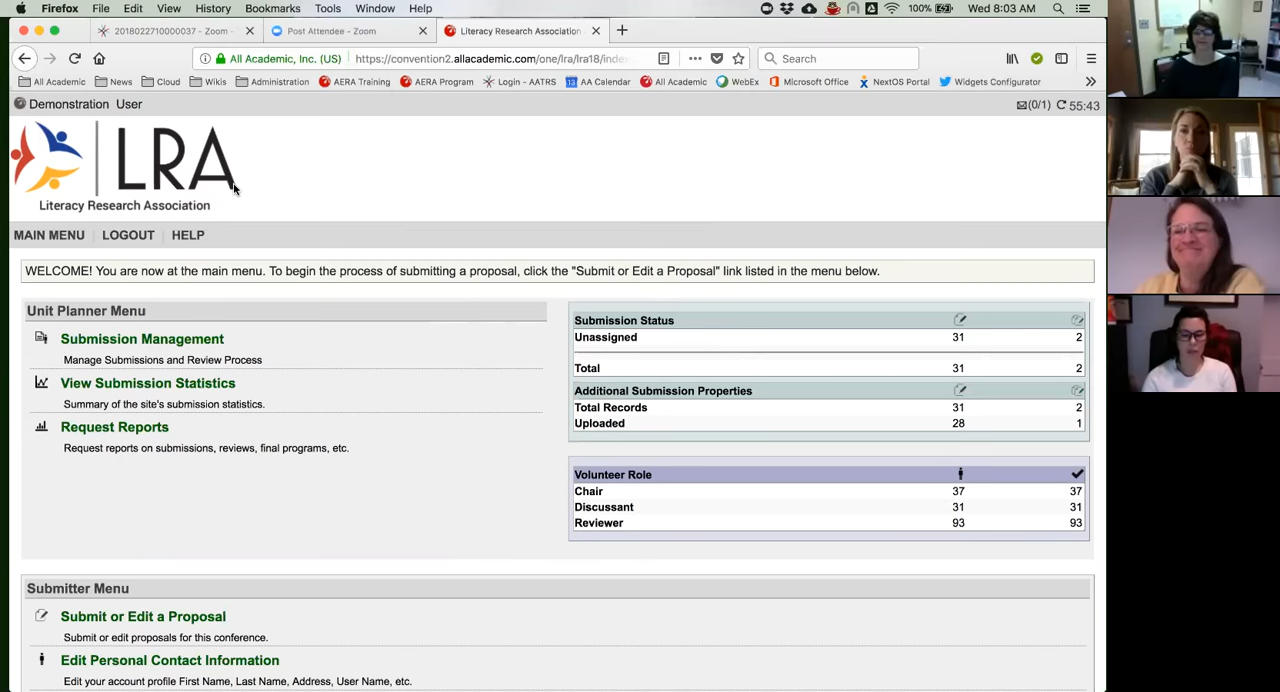 Firefox File Edit View History Bookmarks Tools Window Help 100% Wed 8:03 AM
2018022710000037 - Zoom - Post Attendee - Zoom Literacy Research Association
All Academic, Inc. (US) https://convention2.allacademic.com/one/lra/lra18/index Search
All Academic News Cloud Wikis Administration AERA Training AERA Program Login - AATRS AA Calendar All Academic WebEx Microsoft Office NextOS Portal Widgets Configurator
Demonstration User (0/1) 55:43
LRA
Literacy Research Association
MAIN MENU | LOGOUT | HELP
WELCOME! You are now at the main menu. To begin the process of submitting a proposal, click the "Submit or Edit a Proposal" link listed in the menu below.
Unit Planner Menu
Submission Management
Manage Submissions and Review Process
View Submission Statistics
Summary of the site's submission statistics.
Request Reports
Request reports on submissions, reviews, final programs, etc.
Submission Status
Unassigned 31 2
Total 31 2
Additional Submission Properties
Total Records 31 2
Uploaded 28 1
Volunteer Role
Chair 37 37
Discussant 31 31
Reviewer 93 93
Submitter Menu
Submit or Edit a Proposal
Submit or edit proposals for this conference.
Edit Personal Contact Information
Edit your account profile First Name, Last Name, Address, User Name, etc.